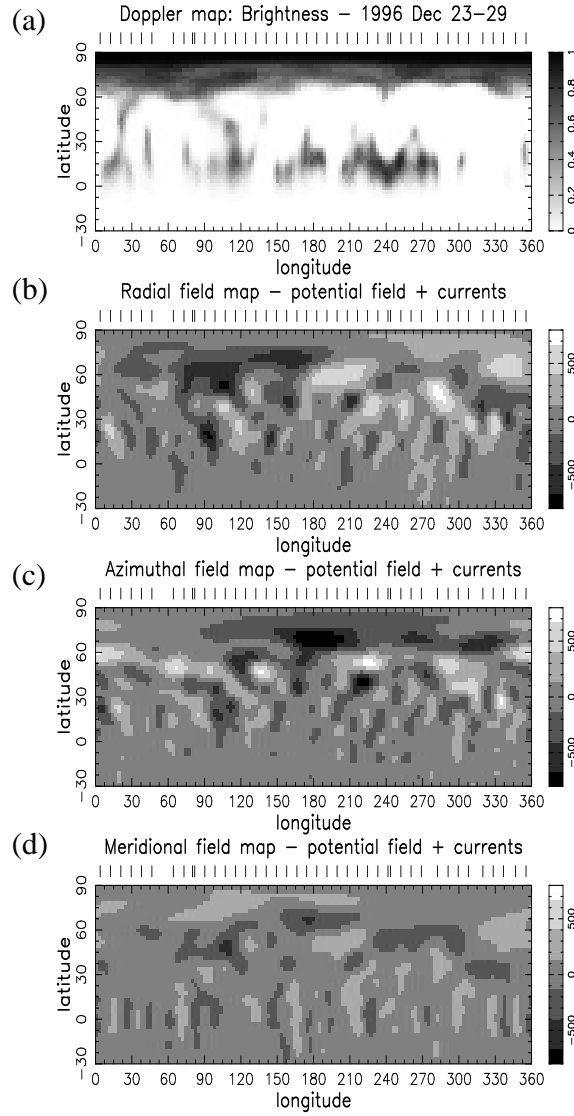 (a)
Doppler map: Brightness – 1996 Dec 23–29
latitude
90
60
30
0
−30
0 30 60 90 120 150 180 210 240 270 300 330 360
longitude
0 0.2 0.4 0.6 0.8 1
(b)
Radial field map – potential field + currents
latitude
90
60
30
0
−30
0 30 60 90 120 150 180 210 240 270 300 330 360
longitude
−500 0 500
(c)
Azimuthal field map – potential field + currents
latitude
90
60
30
0
−30
0 30 60 90 120 150 180 210 240 270 300 330 360
longitude
−500 0 500
(d)
Meridional field map – potential field + currents
latitude
90
60
30
0
−30
0 30 60 90 120 150 180 210 240 270 300 330 360
longitude
−500 0 500